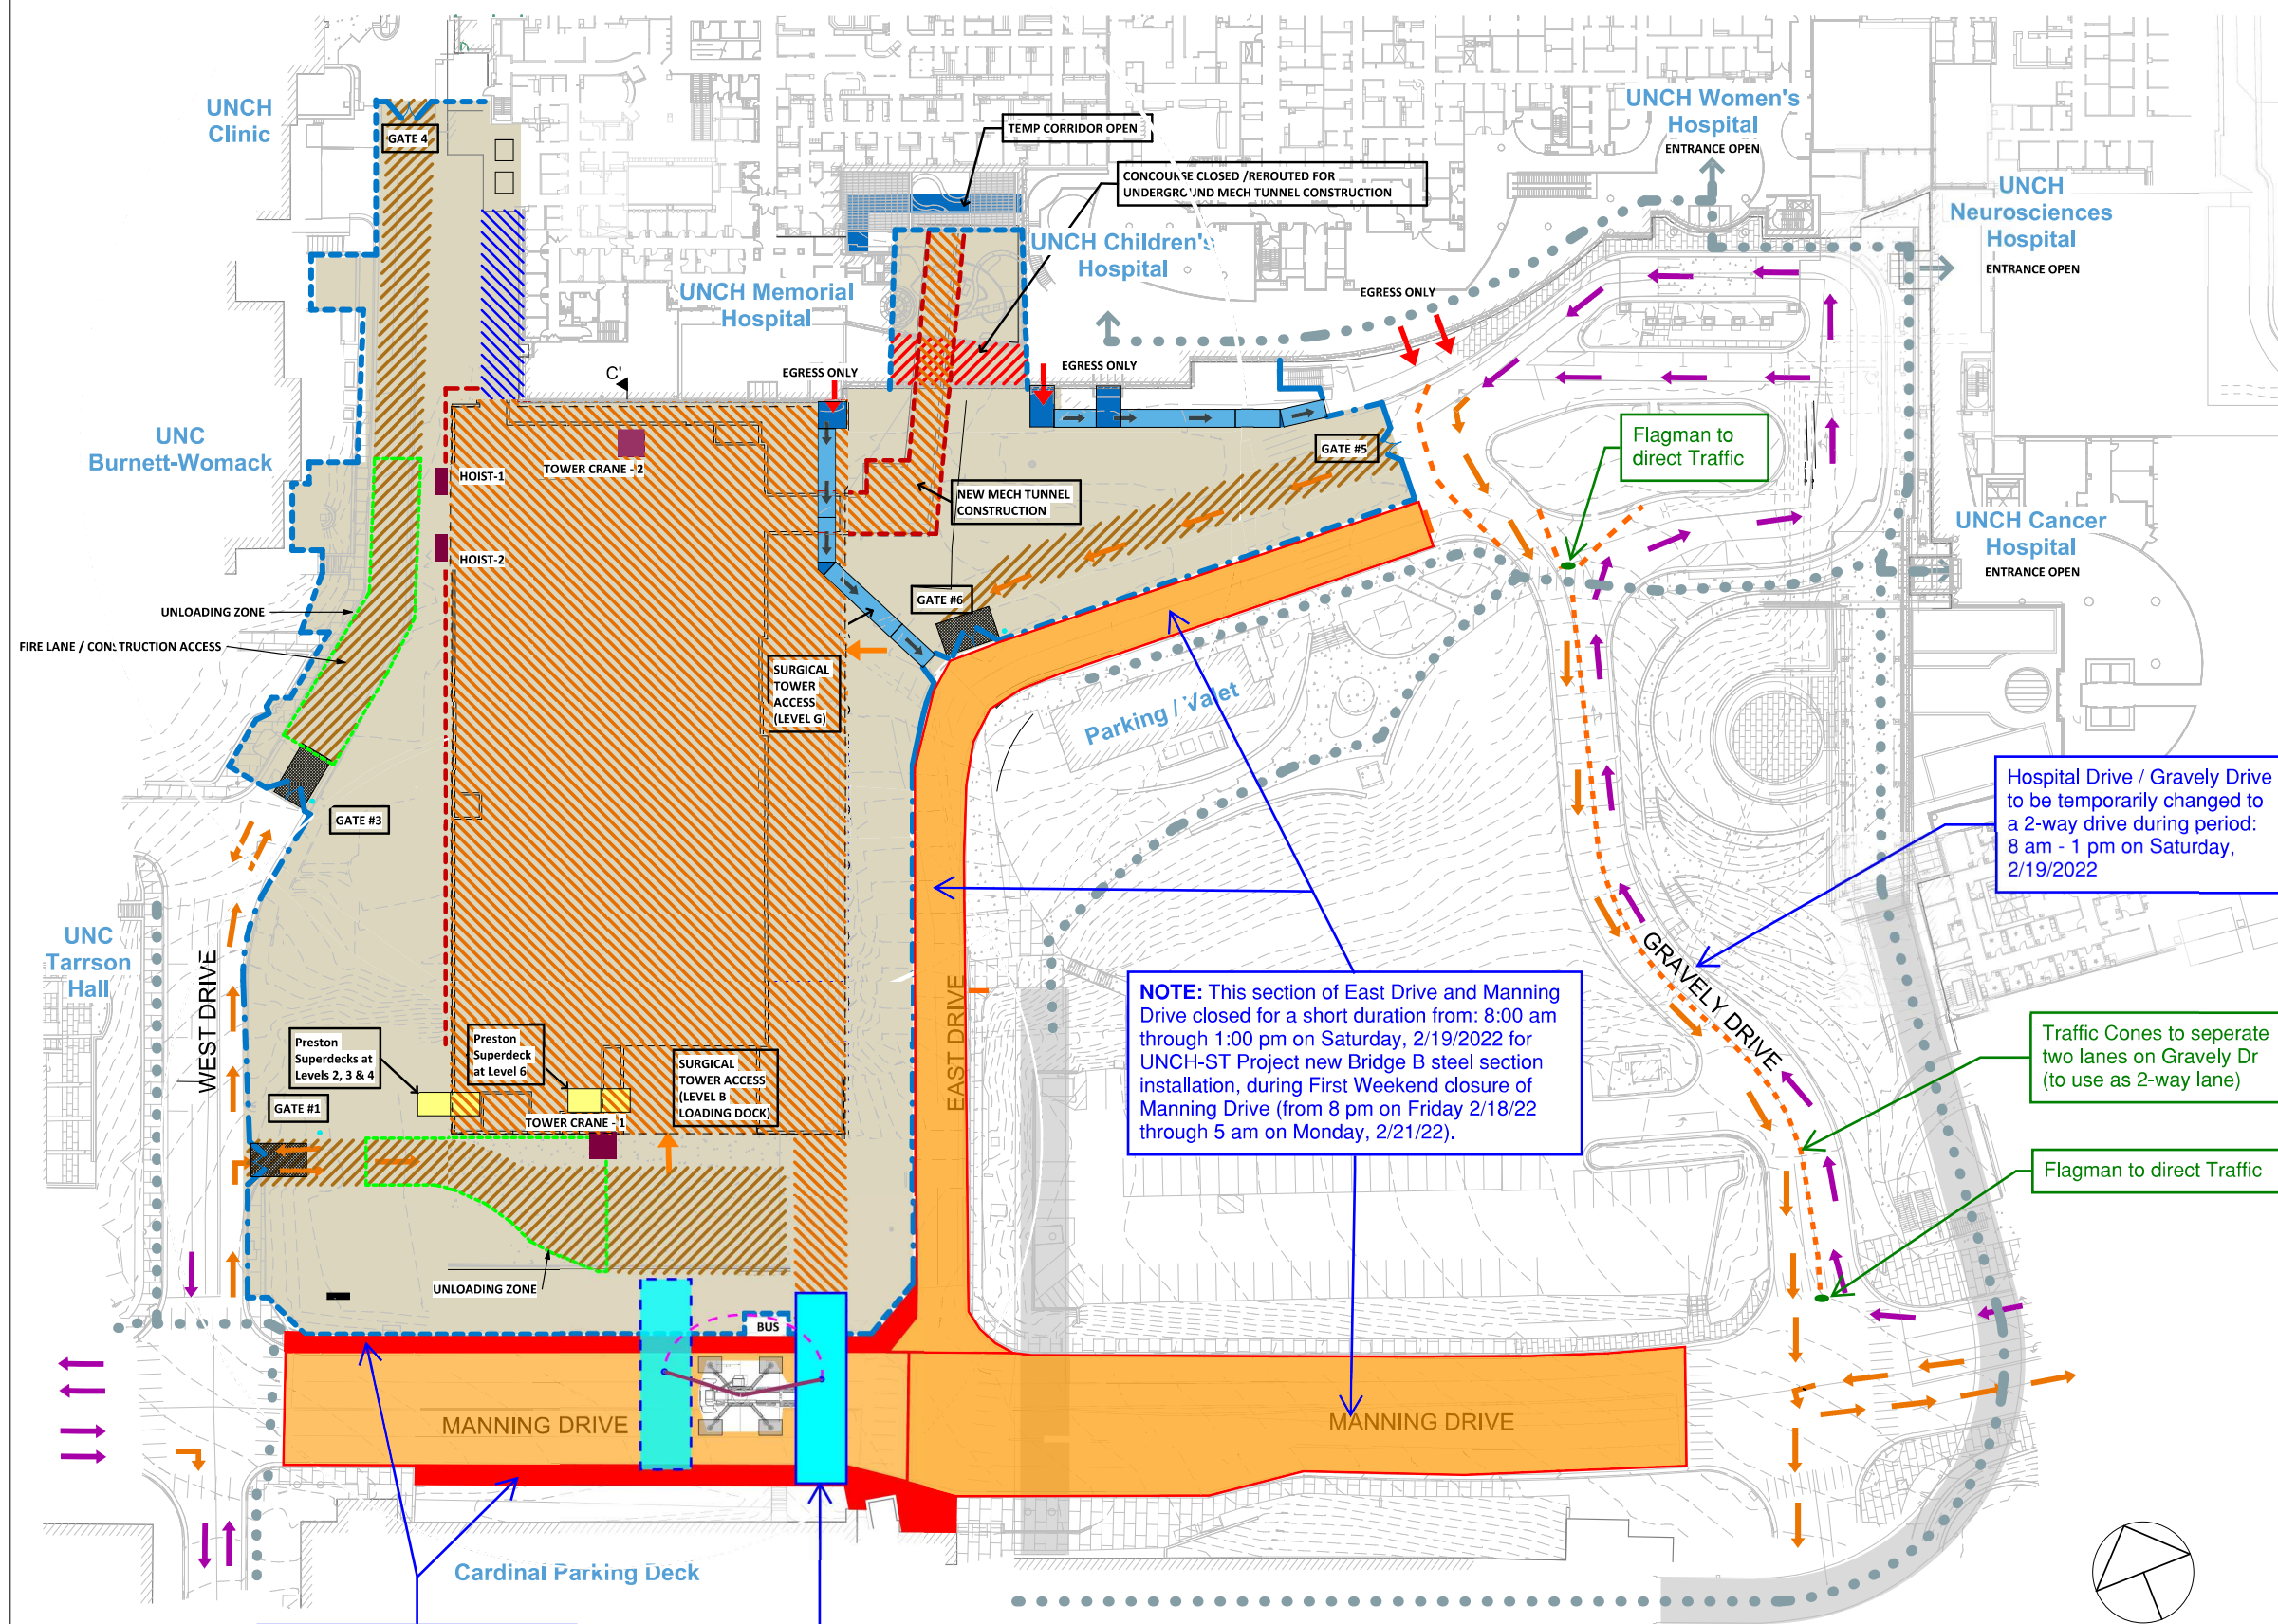 UNCH
Clinic
GATE 4
TEMP CORRIDOR OPEN
CONCOURSE CLOSED /REROUTED FOR
UNDERGROUND MECH TUNNEL CONSTRUCTION
UNCH Women's
Hospital
ENTRANCE OPEN
UNCH
Neurosciences
Hospital
ENTRANCE OPEN
UNCH Children's
Hospital
UNCH Memorial
Hospital
EGRESS ONLY
EGRESS ONLY
EGRESS ONLY
C'
UNC
Burnett-Womack
HOIST-1
TOWER CRANE - 2
GATE #5
Flagman to
direct Traffic
NEW MECH TUNNEL
CONSTRUCTION
HOIST-2
UNCH Cancer
Hospital
ENTRANCE OPEN
GATE #6
UNLOADING ZONE
FIRE LANE / CONSTRUCTION ACCESS
SURGICAL
TOWER
ACCESS
(LEVEL G)
Parking / Valet
GATE #3
Hospital Drive / Gravely Drive
to be temporarily changed to
a 2-way drive during period:
8 am - 1 pm on Saturday,
2/19/2022
UNC
Tarrson
Hall
WEST DRIVE
EAST DRIVE
GRAVELY DRIVE
NOTE: This section of East Drive and Manning
Drive closed for a short duration from: 8:00 am
through 1:00 pm on Saturday, 2/19/2022 for
UNCH-ST Project new Bridge B steel section
installation, during First Weekend closure of
Manning Drive (from 8 pm on Friday 2/18/22
through 5 am on Monday, 2/21/22).
Traffic Cones to seperate
two lanes on Gravely Dr
(to use as 2-way lane)
Flagman to direct Traffic
Preston
Superdecks at
Levels 2, 3 & 4
Preston
Superdeck
at Level 6
SURGICAL
TOWER ACCESS
(LEVEL B
LOADING DOCK)
GATE #1
TOWER CRANE - 1
UNLOADING ZONE
BUS
MANNING DRIVE
MANNING DRIVE
Cardinal Parking Deck